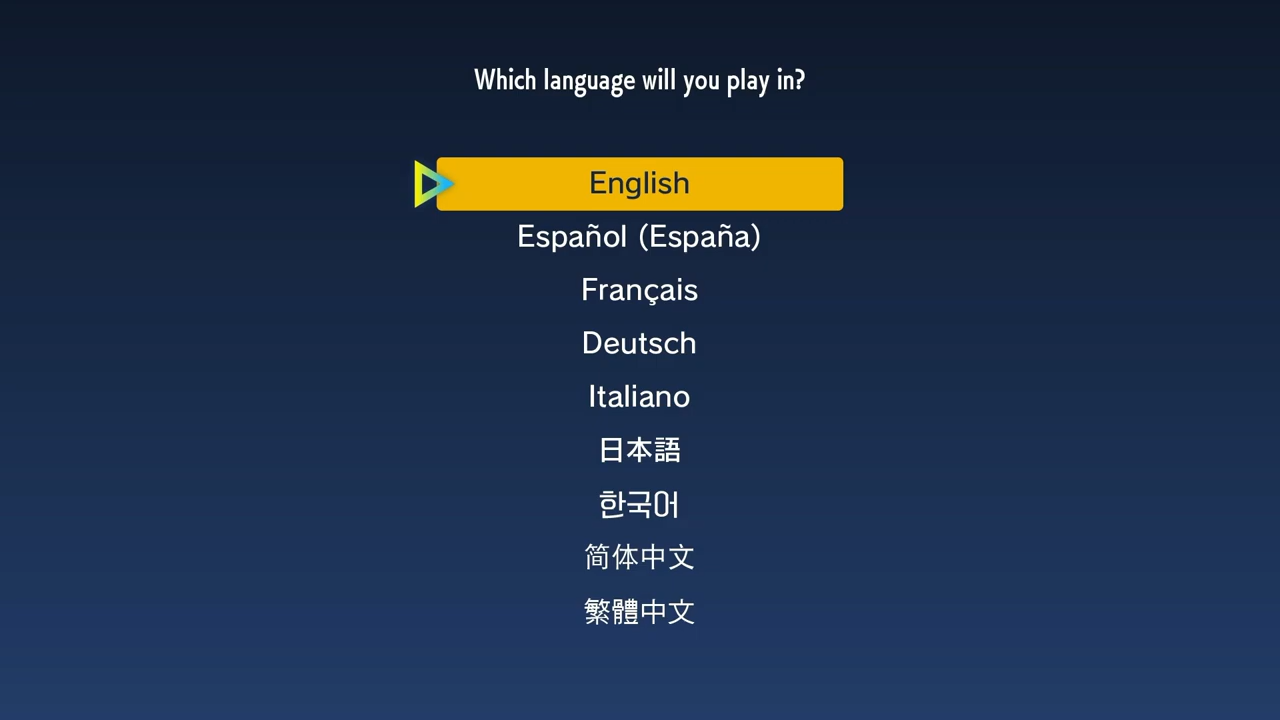 Which language will you play in?
English
Español (España)
Français
Deutsch
Italiano
日本語
한국어
简体中文
繁體中文